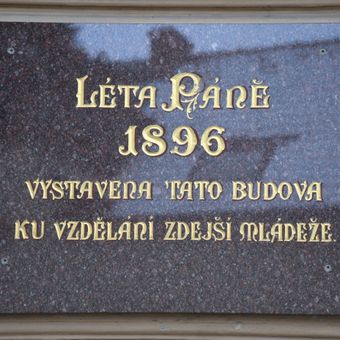 LÉTA PÁNĚ
1896
VYSTAVENA TATO BUDOVA
KU VZDĚLÁNÍ ZDEJŠÍ MLÁDEŽE.